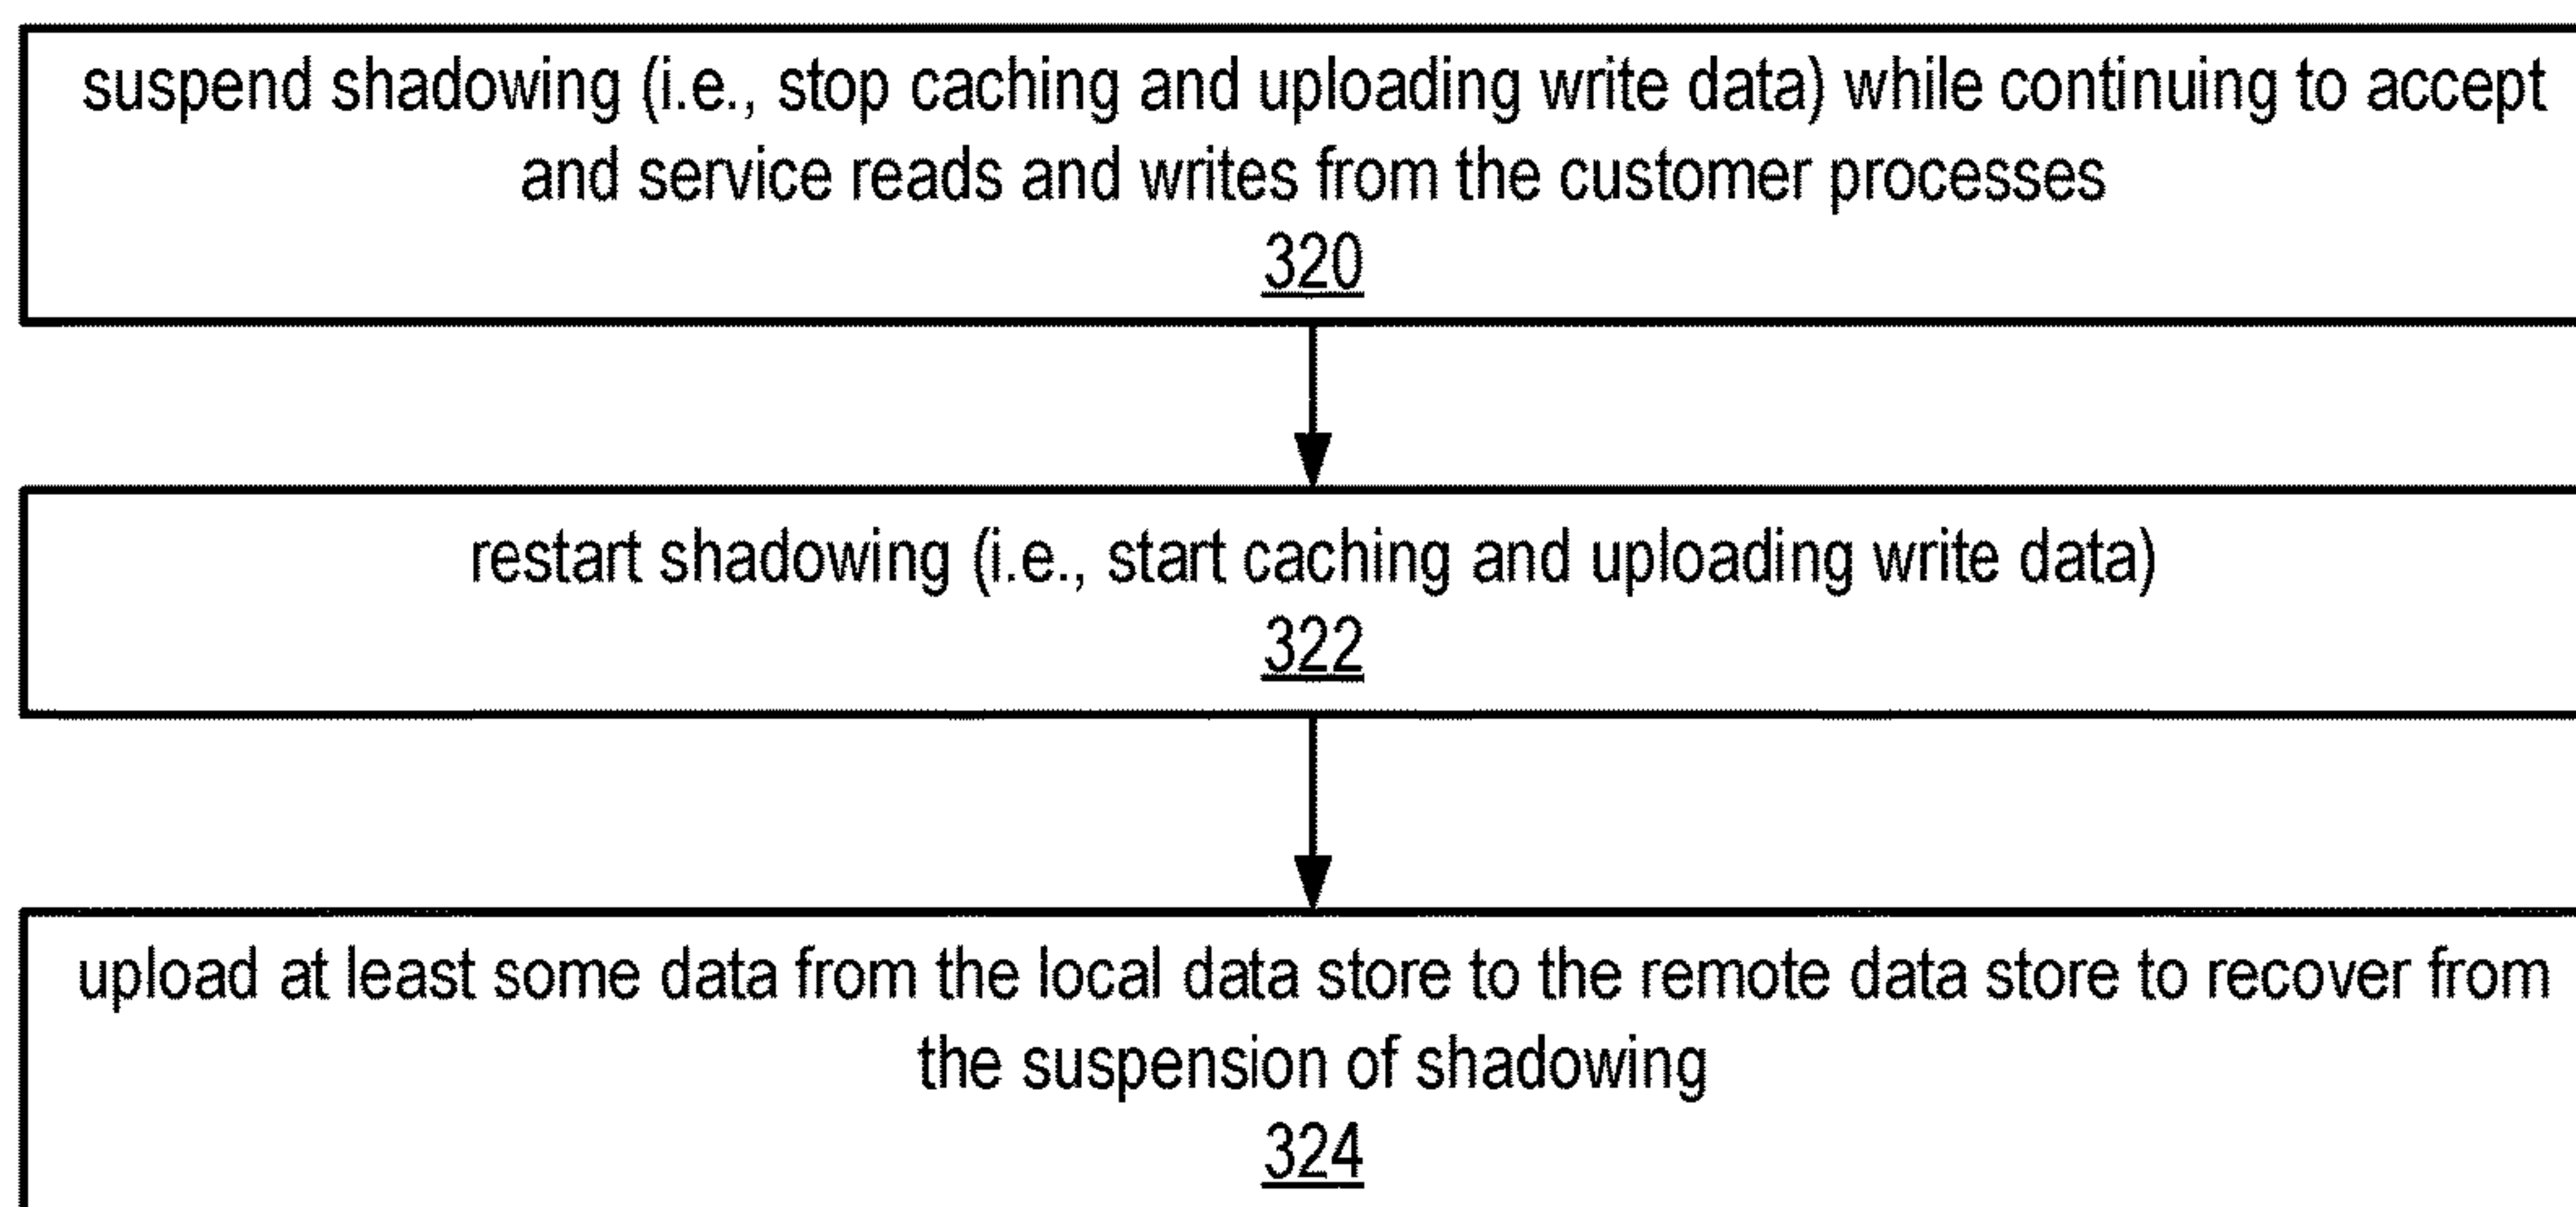 suspend shadowing (i.e., stop caching and uploading write data) while continuing to accept
and service reads and writes from the customer processes
320
restart shadowing (i.e., start caching and uploading write data)
322
upload at least some data from the local data store to the remote data store to recover from
the suspension of shadowing
324